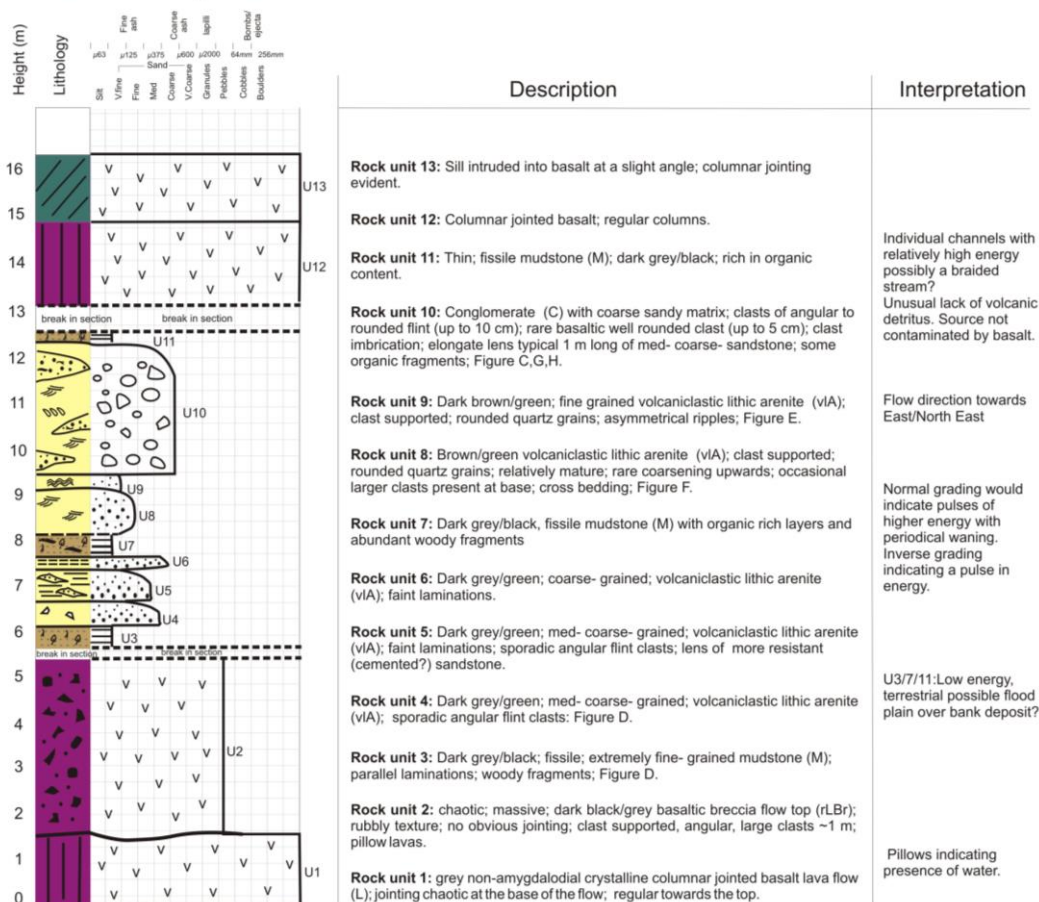 Height (m)
Lithology
Fine
ash
Coarse
ash
lapilli
Bombs/
ejecta
μ63
μ125
μ375
μ600
μ2000
64mm
256mm
Sand
Silt
V.fine
Fine
Med
Coarse
V.Coarse
Granules
Pebbles
Cobbles
Boulders
Description
Interpretation
16
15
14
13
12
11
10
9
8
7
6
5
4
3
2
1
0
V V V V V V V V V V V
U13
V V V V V V V V V V V
U12
break in section
break in section
U11
U10
U9
U8
U7
U6
U5
U4
U3
break in section
break in section
U2
U1
Rock unit 13: Sill intruded into basalt at a slight angle; columnar jointing
evident.
Rock unit 12: Columnar jointed basalt; regular columns.
Rock unit 11: Thin; fissile mudstone (M); dark grey/black; rich in organic
content.
Rock unit 10: Conglomerate (C) with coarse sandy matrix; clasts of angular to
rounded flint (up to 10 cm); rare basaltic well rounded clast (up to 5 cm); clast
imbrication; elongate lens typical 1 m long of med- coarse- sandstone; some
organic fragments; Figure C,G,H.
Rock unit 9: Dark brown/green; fine grained volcaniclastic lithic arenite (vlA);
clast supported; rounded quartz grains; asymmetrical ripples; Figure E.
Rock unit 8: Brown/green volcaniclastic lithic arenite (vlA); clast supported;
rounded quartz grains; relatively mature; rare coarsening upwards; occasional
larger clasts present at base; cross bedding; Figure F.
Rock unit 7: Dark grey/black, fissile mudstone (M) with organic rich layers and
abundant woody fragments
Rock unit 6: Dark grey/green; coarse- grained; volcaniclastic lithic arenite
(vlA); faint laminations.
Rock unit 5: Dark grey/green; med- coarse- grained; volcaniclastic lithic arenite
(vlA); faint laminations; sporadic angular flint clasts; lens of more resistant
(cemented?) sandstone.
Rock unit 4: Dark grey/green; med- coarse- grained; volcaniclastic lithic arenite
(vlA); sporadic angular flint clasts: Figure D.
Rock unit 3: Dark grey/black; fissile; extremely fine- grained mudstone (M);
parallel laminations; woody fragments; Figure D.
Rock unit 2: chaotic; massive; dark black/grey basaltic breccia flow top (rLBr);
rubbly texture; no obvious jointing; clast supported, angular, large clasts ~1 m;
pillow lavas.
Rock unit 1: grey non-amygdalodial crystalline columnar jointed basalt lava flow
(L); jointing chaotic at the base of the flow; regular towards the top.
Individual channels with
relatively high energy
possibly a braided
stream?
Unusual lack of volcanic
detritus. Source not
contaminated by basalt.
Flow direction towards
East/North East
Normal grading would
indicate pulses of
higher energy with
periodical waning.
Inverse grading
indicating a pulse in
energy.
U3/7/11:Low energy,
terrestrial possible flood
plain over bank deposit?
Pillows indicating
presence of water.